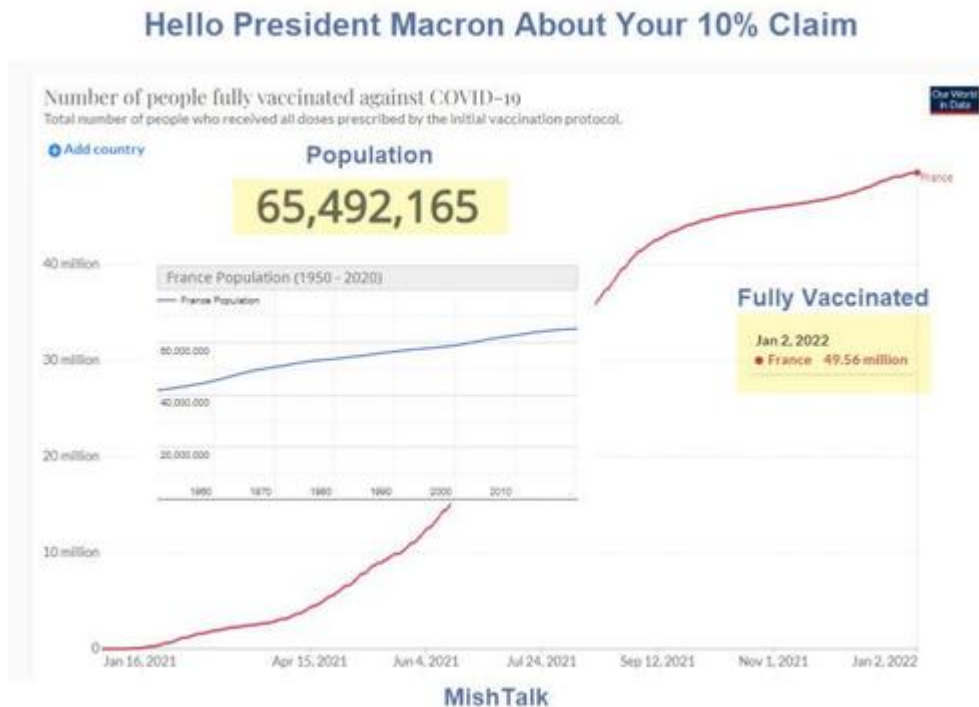 Hello President Macron About Your 10% Claim
Number of people fully vaccinated against COVID-19
Total number of people who received all doses prescribed by the initial vaccination protocol.
Our World
in Data
Add country
Population
65,492,165
France
40 million
France Population (1950 - 2020)
France Population
Fully Vaccinated
60,000,000
Jan 2, 2022
France 49.56 million
30 million
40,000,000
20 million
20,000,000
1960 1970 1980 1990 2000 2010
10 million
0
Jan 16, 2021 Apr 15, 2021 Jun 4, 2021 Jul 24, 2021 Sep 12, 2021 Nov 1, 2021 Jan 2, 2022
MishTalk